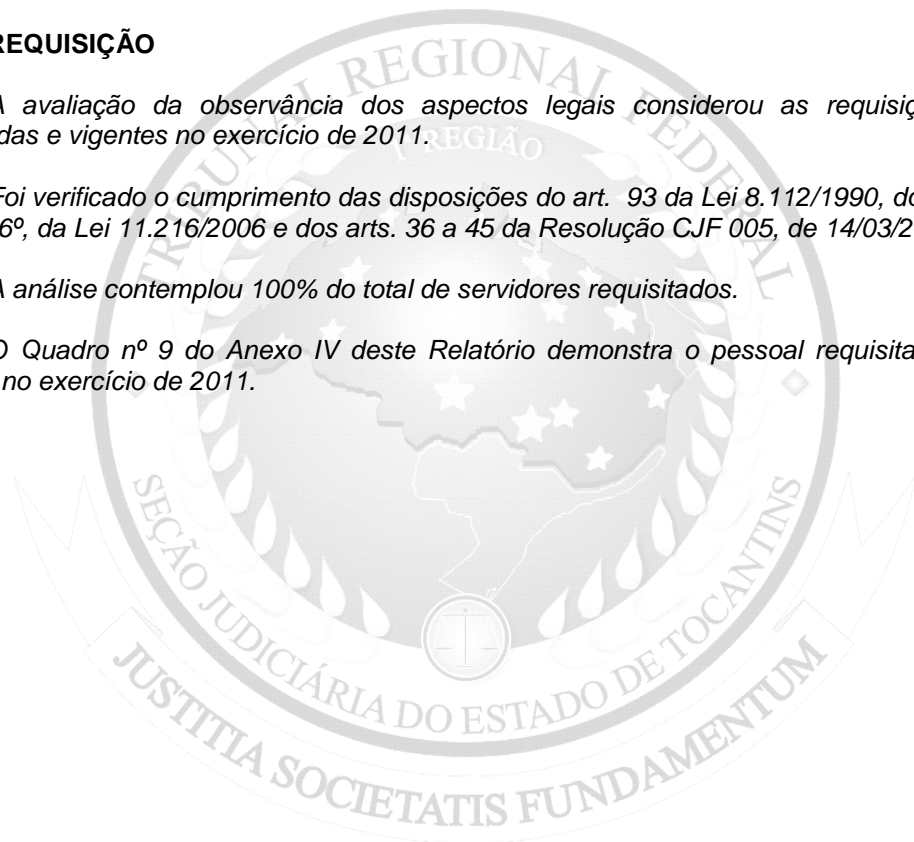 REQUISIÇÃO
A avaliação da observância dos aspectos legais considerou as requisiç
das e vigentes no exercício de 2011.
Foi verificado o cumprimento das disposições do art. 93 da Lei 8.112/1990, do
6º, da Lei 11.216/2006 e dos arts. 36 a 45 da Resolução CJF 005, de 14/03/2
A análise contemplou 100% do total de servidores requisitados.
O Quadro nº 9 do Anexo IV deste Relatório demonstra o pessoal requisita
no exercício de 2011.
TRIBUNAL REGIONAL FEDERAL
1ª REGIÃO
SEÇÃO JUDICIÁRIA DO ESTADO DE TOCANTINS
JUSTITIA SOCIETATIS FUNDAMENTUM